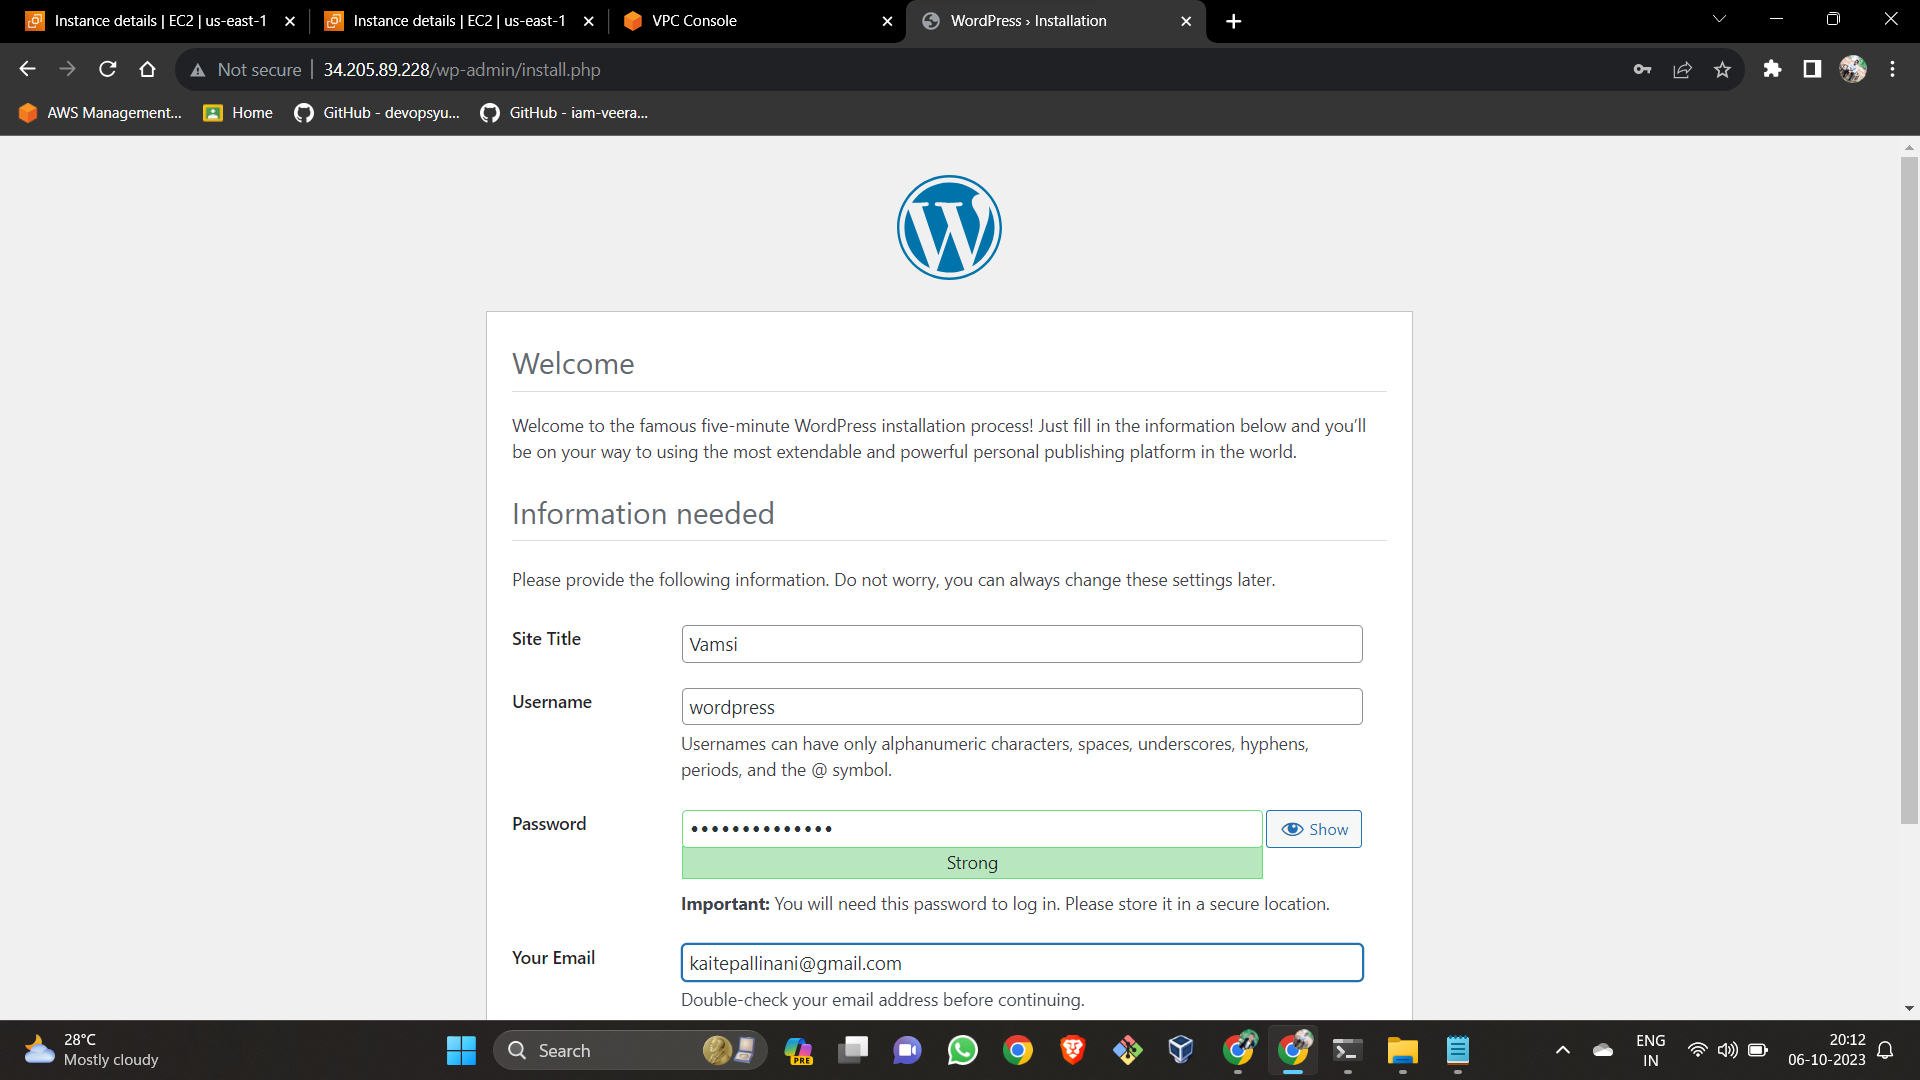 Instance details | EC2 | us-east-1
Instance details | EC2 | us-east-1
VPC Console
WordPress › Installation
Not secure
34.205.89.228/wp-admin/install.php
AWS Management...
Home
GitHub - devopsyu...
GitHub - iam-veera...
Welcome
Welcome to the famous five-minute WordPress installation process! Just fill in the information below and you’ll
be on your way to using the most extendable and powerful personal publishing platform in the world.
Information needed
Please provide the following information. Do not worry, you can always change these settings later.
Site Title
Vamsi
Username
wordpress
Usernames can have only alphanumeric characters, spaces, underscores, hyphens,
periods, and the @ symbol.
Password
••••••••••••••
Show
Strong
Important: You will need this password to log in. Please store it in a secure location.
Your Email
kaitepallinani@gmail.com
Double-check your email address before continuing.
28°C
Mostly cloudy
Search
PRE
ENG
IN
20:12
06-10-2023